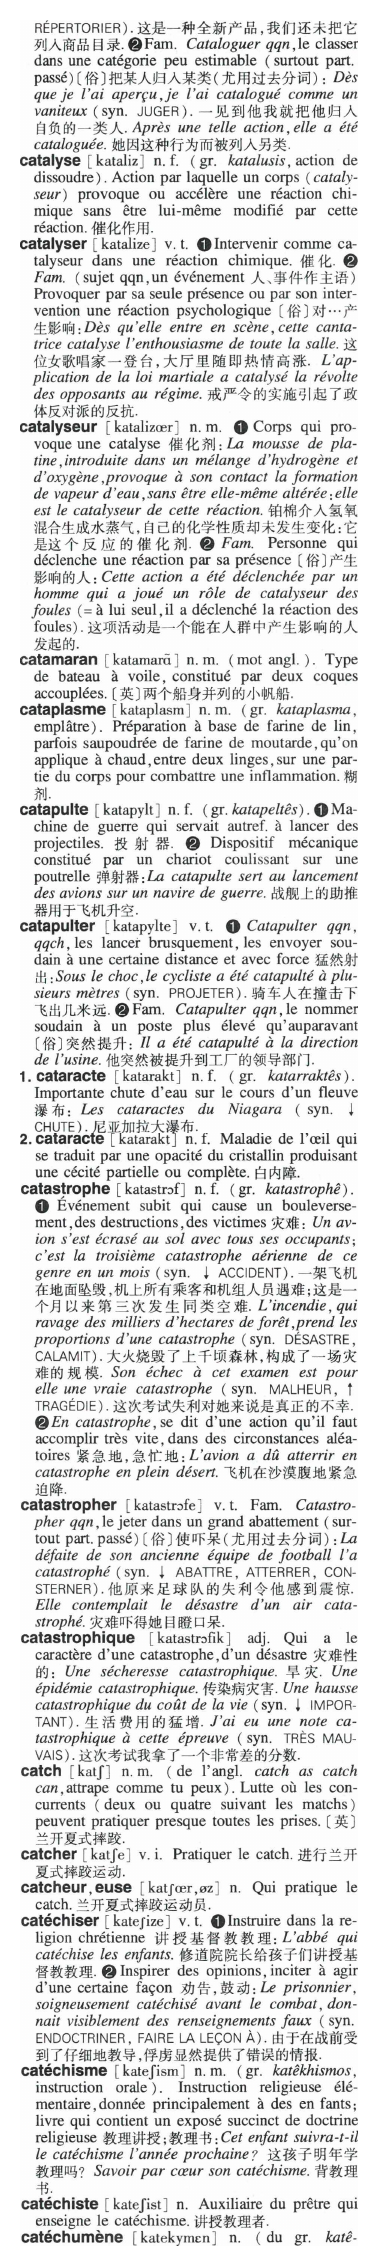 RÉPERTORIER). 这是一种全新产品,我们还未把它
列入商品目录. ❷Fam. Cataloguer qqn, le classer
dans une catégorie peu estimable (surtout part.
passé)〔俗〕把某人归入某类(尤用过去分词): Dès
que je l'ai aperçu, je l'ai catalogué comme un
vaniteux (syn. JUGER). 一见到他我就把他归入
自负的一类人. Après une telle action, elle a été
cataloguée. 她因这种行为而被列入另类.
catalyse [kataliz] n. f. (gr. katalusis, action de
dissoudre). Action par laquelle un corps (cataly-
seur) provoque ou accélère une réaction chi-
mique sans être lui-même modifié par cette
réaction. 催化作用.
catalyser [katalize] v. t. ❶Intervenir comme ca-
talyseur dans une réaction chimique. 催化. ❷
Fam. (sujet qqn, un événement 人、事件作主语)
Provoquer par sa seule présence ou par son inter-
vention une réaction psychologique〔俗〕对…产
生影响: Dès qu'elle entre en scène, cette canta-
trice catalyse l'enthousiasme de toute la salle. 这
位女歌唱家一登台,大厅里随即热情高涨. L'ap-
plication de la loi martiale a catalysé la révolte
des opposants au régime. 戒严令的实施引起了政
体反对派的反抗.
catalyseur [katalizœr] n. m. ❶ Corps qui pro-
voque une catalyse 催化剂: La mousse de pla-
tine, introduite dans un mélange d'hydrogène et
d'oxygène, provoque à son contact la formation
de vapeur d'eau, sans être elle-même altérée: elle
est le catalyseur de cette réaction. 铂棉介入氢氧
混合生成水蒸气,自己的化学性质却未发生变化:它
是这个反应的催化剂. ❷ Fam. Personne qui
déclenche une réaction par sa présence〔俗〕产生
影响的人: Cette action a été déclenchée par un
homme qui a joué un rôle de catalyseur des
foules (= à lui seul, il a déclenché la réaction des
foules). 这项活动是一个能在人群中产生影响的人
发起的.
catamaran [katamarɑ̃] n. m. (mot angl.). Type
de bateau à voile, constitué par deux coques
accouplées. 〔英〕两个船身并列的小帆船.
cataplasme [kataplasm] n. m. (gr. kataplasma,
emplâtre). Préparation à base de farine de lin,
parfois saupoudrée de farine de moutarde, qu'on
applique à chaud, entre deux linges, sur une par-
tie du corps pour combattre une inflammation. 糊
剂.
catapulte [katapylt] n. f. (gr. katapeltês). ❶Ma-
chine de guerre qui servait autref. à lancer des
projectiles. 投射器. ❷ Dispositif mécanique
constitué par un chariot coulissant sur une
poutrelle 弹射器: La catapulte sert au lancement
des avions sur un navire de guerre. 战舰上的助推
器用于飞机升空.
catapulter [katapylte] v. t. ❶ Catapulter qqn,
qqch, les lancer brusquement, les envoyer sou-
dain à une certaine distance et avec force 猛然射
出: Sous le choc, le cycliste a été catapulté à plu-
sieurs mètres (syn. PROJETER). 骑车人在撞击下
飞出几米远. ❷ Fam. Catapulter qqn, le nommer
soudain à un poste plus élevé qu'auparavant
〔俗〕突然提升: Il a été catapulté à la direction
de l'usine. 他突然被提升到工厂的领导部门.
1. cataracte [katarakt] n. f. (gr. katarraktês).
Importante chute d'eau sur le cours d'un fleuve
瀑布: Les cataractes du Niagara (syn. ↓
CHUTE). 尼亚加拉大瀑布.
2. cataracte [katarakt] n. f. Maladie de l'œil qui
se traduit par une opacité du cristallin produisant
une cécité partielle ou complète. 白内障.
catastrophe [katastrɔf] n. f. (gr. katastrophê).
❶ Événement subit qui cause un bouleverse-
ment, des destructions, des victimes 灾难: Un av-
ion s'est écrasé au sol avec tous ses occupants;
c'est la troisième catastrophe aérienne de ce
genre en un mois (syn. ↓ ACCIDENT). 一架飞机
在地面坠毁,机上所有乘客和机组人员遇难;这是一
个月以来第三次发生同类空难. L'incendie, qui
ravage des milliers d'hectares de forêt, prend les
proportions d'une catastrophe (syn. DÉSASTRE,
CALAMIT). 大火烧毁了上千顷森林,构成了一场灾
难的规模. Son échec à cet examen est pour
elle une vraie catastrophe (syn. MALHEUR, ↑
TRAGÉDIE). 这次考试失利对她来说是真正的不幸.
❷En catastrophe, se dit d'une action qu'il faut
accomplir très vite, dans des circonstances aléa-
toires 紧急地,急忙地: L'avion a dû atterrir en
catastrophe en plein désert. 飞机在沙漠腹地紧急
迫降.
catastropher [katastrɔfe] v. t. Fam. Catastro-
pher qqn, le jeter dans un grand abattement (sur-
tout part. passé)〔俗〕使吓呆(尤用过去分词): La
défaite de son ancienne équipe de football l'a
catastrophé (syn. ↓ ABATTRE, ATTERRER, CON-
STERNER). 他原来足球队的失利令他感到震惊.
Elle contemplait le désastre d'un air cata-
strophé. 灾难吓得她目瞪口呆.
catastrophique [katastrɔfik] adj. Qui a le
caractère d'une catastrophe, d'un désastre 灾难性
的: Une sécheresse catastrophique. 旱灾. Une
épidémie catastrophique. 传染病灾害. Une hausse
catastrophique du coût de la vie (syn. ↓ IMPOR-
TANT). 生活费用的猛增. J'ai eu une note ca-
tastrophique à cette épreuve (syn. TRÈS MAU-
VAIS). 这次考试我拿了一个非常差的分数.
catch [katʃ] n. m. (de l'angl. catch as catch
can, attrape comme tu peux). Lutte où les con-
currents (deux ou quatre suivant les matchs)
peuvent pratiquer presque toutes les prises. 〔英〕
兰开夏式摔跤.
catcher [katʃe] v. i. Pratiquer le catch. 进行兰开
夏式摔跤运动.
catcheur, euse [katʃœr, øz] n. Qui pratique le
catch. 兰开夏式摔跤运动员.
catéchiser [kateʃize] v. t. ❶Instruire dans la re-
ligion chrétienne 讲授基督教教理: L'abbé qui
catéchise les enfants. 修道院院长给孩子们讲授基
督教教理. ❷ Inspirer des opinions, inciter à agir
d'une certaine façon 劝告,鼓动: Le prisonnier,
soigneusement catéchisé avant le combat, don-
nait visiblement des renseignements faux (syn.
ENDOCTRINER, FAIRE LA LEÇON À). 由于在战前受
到了仔细地教导,俘虏显然提供了错误的情报.
catéchisme [kateʃism] n. m. (gr. katêkhismos,
instruction orale). Instruction religieuse élé-
mentaire, donnée principalement à des en fants;
livre qui contient un exposé succinct de doctrine
religieuse 教理讲授;教理书: Cet enfant suivra-t-il
le catéchisme l'année prochaine? 这孩子明年学
教理吗? Savoir par cœur son catéchisme. 背教理
书.
catéchiste [kateʃist] n. Auxiliaire du prêtre qui
enseigne le catéchisme. 讲授教理者.
catéchumène [katekymɛn] n. (du gr. katê-